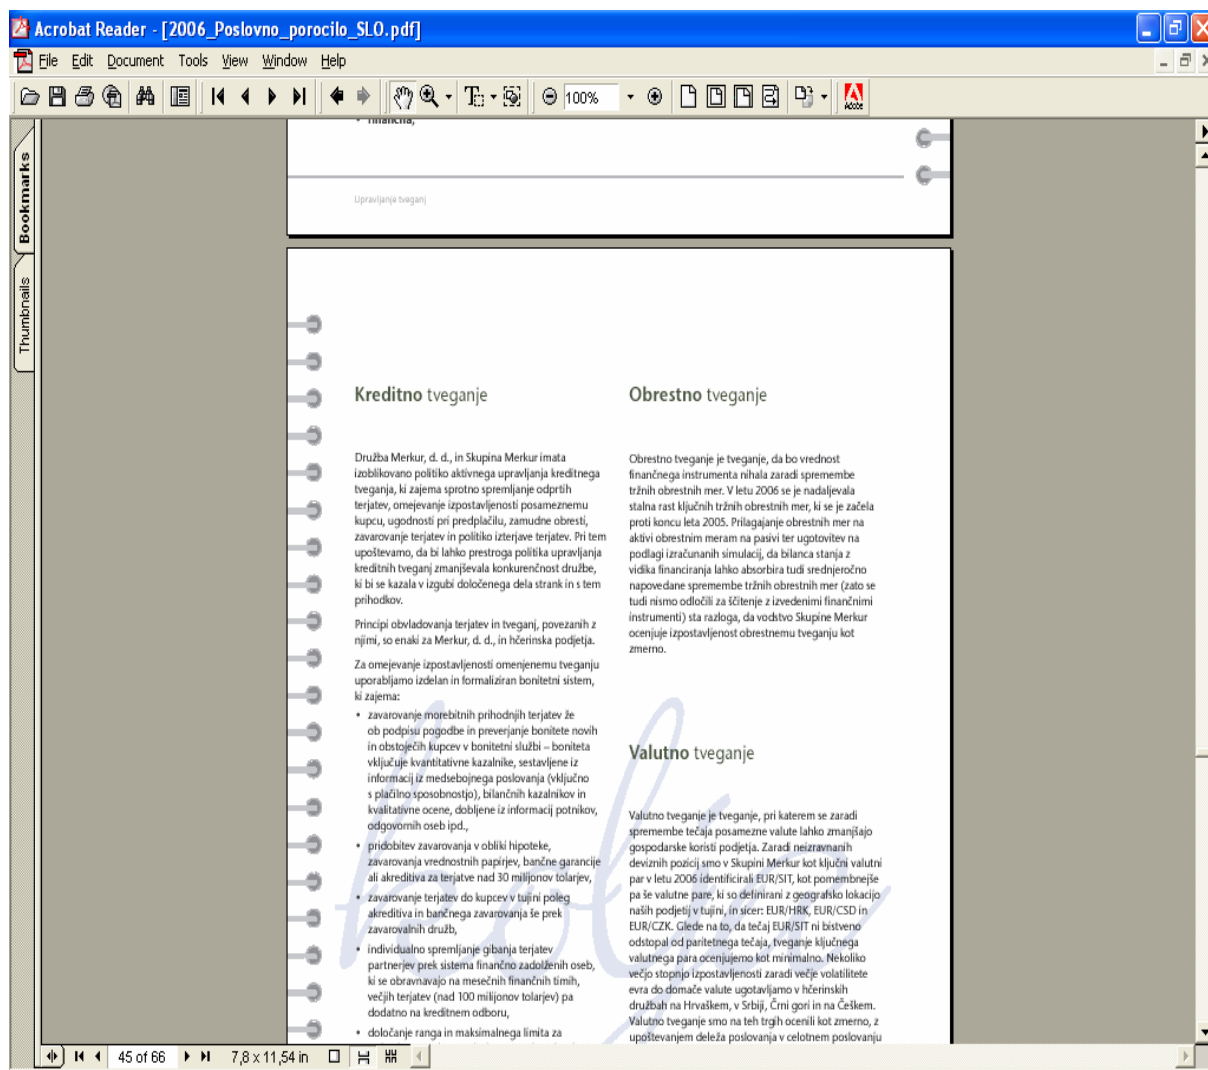 Acrobat Reader - [2006_Poslovno_porocilo_SLO.pdf]
File Edit Document Tools View Window Help
100%
Adobe
Bookmarks
Thumbnails
• finančna,
Upravljanje tveganj
Kreditno tveganje
Družba Merkur, d. d., in Skupina Merkur imata
izoblikovano politiko aktivnega upravljanja kreditnega
tveganja, ki zajema sprotno spremljanje odprtih
terjatev, omejevanje izpostavljenosti posameznemu
kupcu, ugodnosti pri predplačilu, zamudne obresti,
zavarovanje terjatev in politiko izterjave terjatev. Pri tem
upoštevamo, da bi lahko prestroga politika upravljanja
kreditnih tveganj zmanjševala konkurenčnost družbe,
ki bi se kazala v izgubi določenega dela strank in s tem
prihodkov.
Principi obvladovanja terjatev in tveganj, povezanih z
njimi, so enaki za Merkur, d. d., in hčerinska podjetja.
Za omejevanje izpostavljenosti omenjenemu tveganju
uporabljamo izdelan in formaliziran bonitetni sistem,
ki zajema:
• zavarovanje morebitnih prihodnjih terjatev že
ob podpisu pogodbe in preverjanje bonitete novih
in obstoječih kupcev v bonitetni službi – boniteta
vključuje kvantitativne kazalnike, sestavljene iz
informacij iz medsebojnega poslovanja (vključno
s plačilno sposobnostjo), bilančnih kazalnikov in
kvalitativne ocene, dobljene iz informacij potnikov,
odgovornih oseb ipd.,
• pridobitev zavarovanja v obliki hipoteke,
zavarovanja vrednostnih papirjev, bančne garancije
ali akreditiva za terjatve nad 30 milijonov tolarjev,
• zavarovanje terjatev do kupcev v tujini poleg
akreditiva in bančnega zavarovanja še prek
zavarovalnih družb,
• individualno spremljanje gibanja terjatev
partnerjev prek sistema finančno zadolženih oseb,
ki se obravnavajo na mesečnih finančnih timih,
večjih terjatev (nad 100 milijonov tolarjev) pa
dodatno na kreditnem odboru,
• določanje ranga in maksimalnega limita za
Obrestno tveganje
Obrestno tveganje je tveganje, da bo vrednost
finančnega instrumenta nihala zaradi spremembe
tržnih obrestnih mer. V letu 2006 se je nadaljevala
stalna rast ključnih tržnih obrestnih mer, ki se je začela
proti koncu leta 2005. Prilagajanje obrestnih mer na
aktivi obrestnim meram na pasivi ter ugotovitev na
podlagi izračunanih simulacij, da bilanca stanja z
vidika financiranja lahko absorbira tudi srednjeročno
napovedane spremembe tržnih obrestnih mer (zato se
tudi nismo odločili za ščitenje z izvedenimi finančnimi
instrumenti) sta razloga, da vodstvo Skupine Merkur
ocenjuje izpostavljenost obrestnemu tveganju kot
zmerno.
Valutno tveganje
Valutno tveganje je tveganje, pri katerem se zaradi
spremembe tečaja posamezne valute lahko zmanjšajo
gospodarske koristi podjetja. Zaradi neizravnanih
deviznih pozicij smo v Skupini Merkur kot ključni valutni
par v letu 2006 identificirali EUR/SIT, kot pomembnejše
pa še valutne pare, ki so definirani z geografsko lokacijo
naših podjetij v tujini, in sicer: EUR/HRK, EUR/CSD in
EUR/CZK. Glede na to, da tečaj EUR/SIT ni bistveno
odstopal od paritetnega tečaja, tveganje ključnega
valutnega para ocenjujemo kot minimalno. Nekoliko
večjo stopnjo izpostavljenosti zaradi večje volatilitete
evra do domače valute ugotavljamo v hčerinskih
družbah na Hrvaškem, v Srbiji, Črni gori in na Češkem.
Valutno tveganje smo na teh trgih ocenili kot zmerno, z
upoštevanjem deleža poslovanja v celotnem poslovanju
bolje
45 of 66 7,8 x 11,54 in